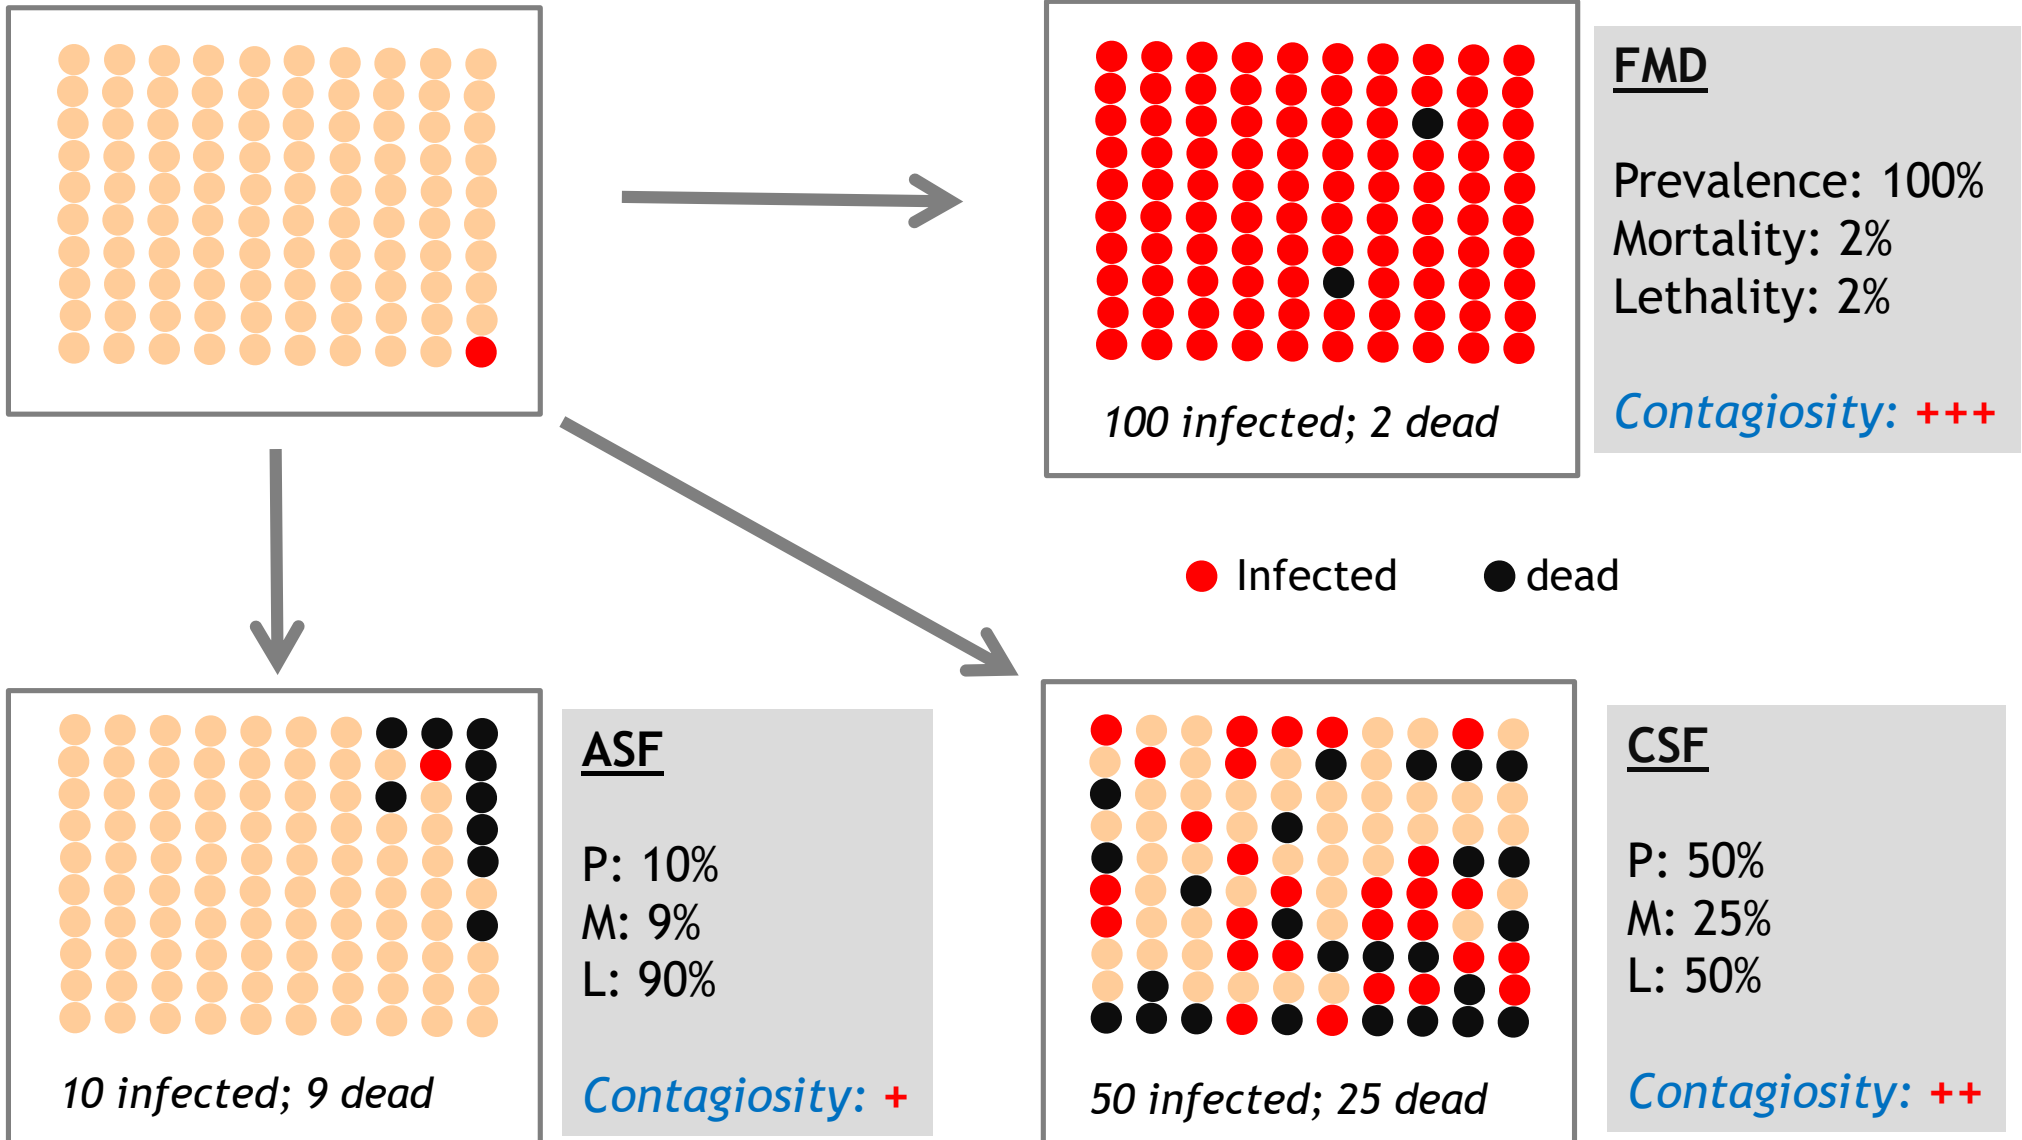 FMD
Prevalence: 100%
Mortality: 2%
Lethality: 2%
Contagiosity: +++
100 infected; 2 dead
Infected
dead
ASF
P: 10%
M: 9%
L: 90%
Contagiosity: +
10 infected; 9 dead
CSF
P: 50%
M: 25%
L: 50%
Contagiosity: ++
50 infected; 25 dead